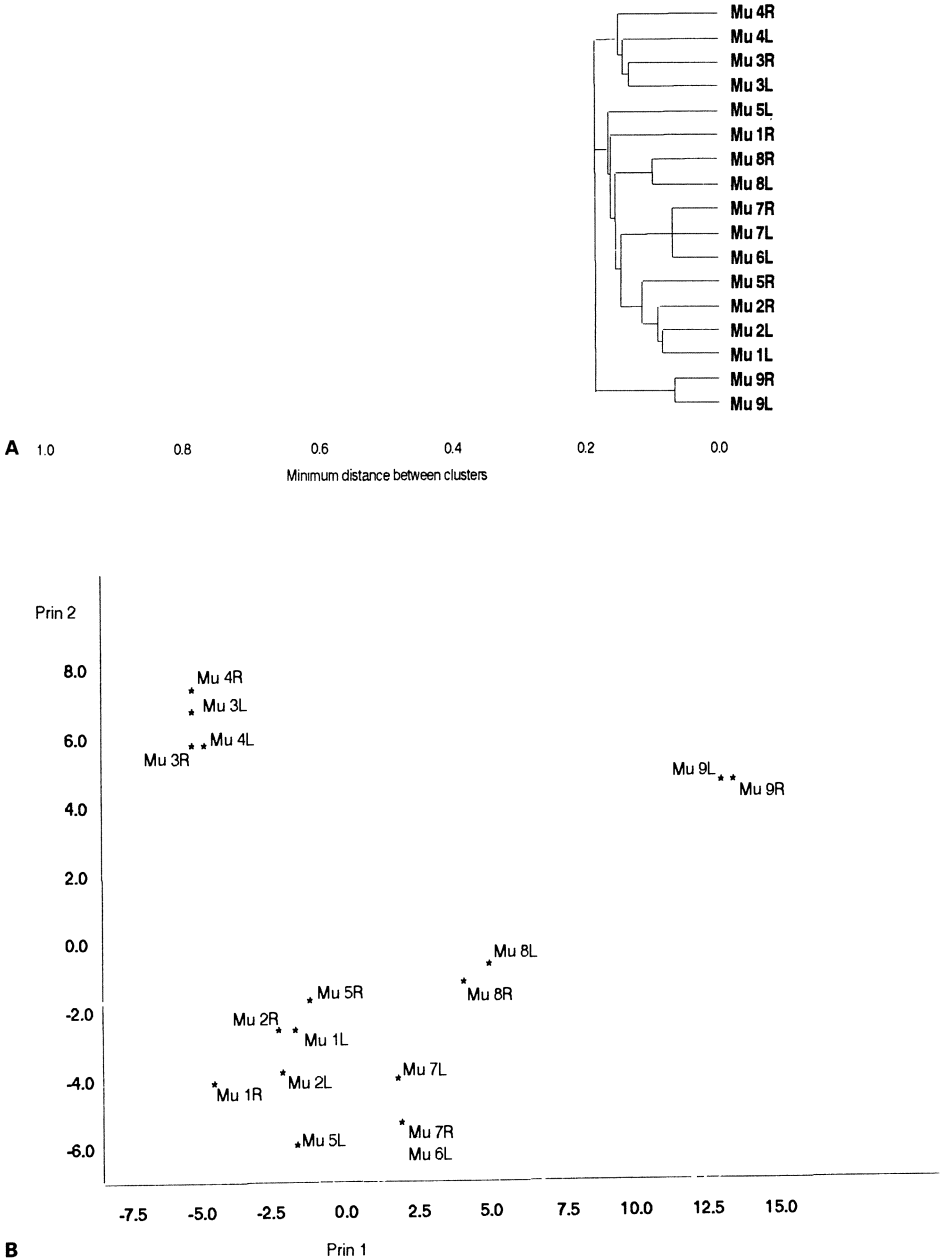 Mu 4R
Mu 4L
Mu 3R
Mu 3L
Mu 5L
Mu 1R
Mu 8R
Mu 8L
Mu 7R
Mu 7L
Mu 6L
Mu 5R
Mu 2R
Mu 2L
Mu 1L
Mu 9R
Mu 9L
A 1.0 0.8 0.6 0.4 0.2 0.0
Minimum distance between clusters
Prin 2
8.0
Mu 4R
Mu 3L
6.0
Mu 4L
Mu 3R
Mu 9L
Mu 9R
4.0
2.0
0.0
Mu 8L
Mu 5R
Mu 8R
-2.0
Mu 2R
Mu 1L
Mu 7L
-4.0
Mu 2L
Mu 1R
Mu 7R
Mu 5L
-6.0
Mu 6L
-7.5 -5.0 -2.5 0.0 2.5 5.0 7.5 10.0 12.5 15.0
B Prin 1